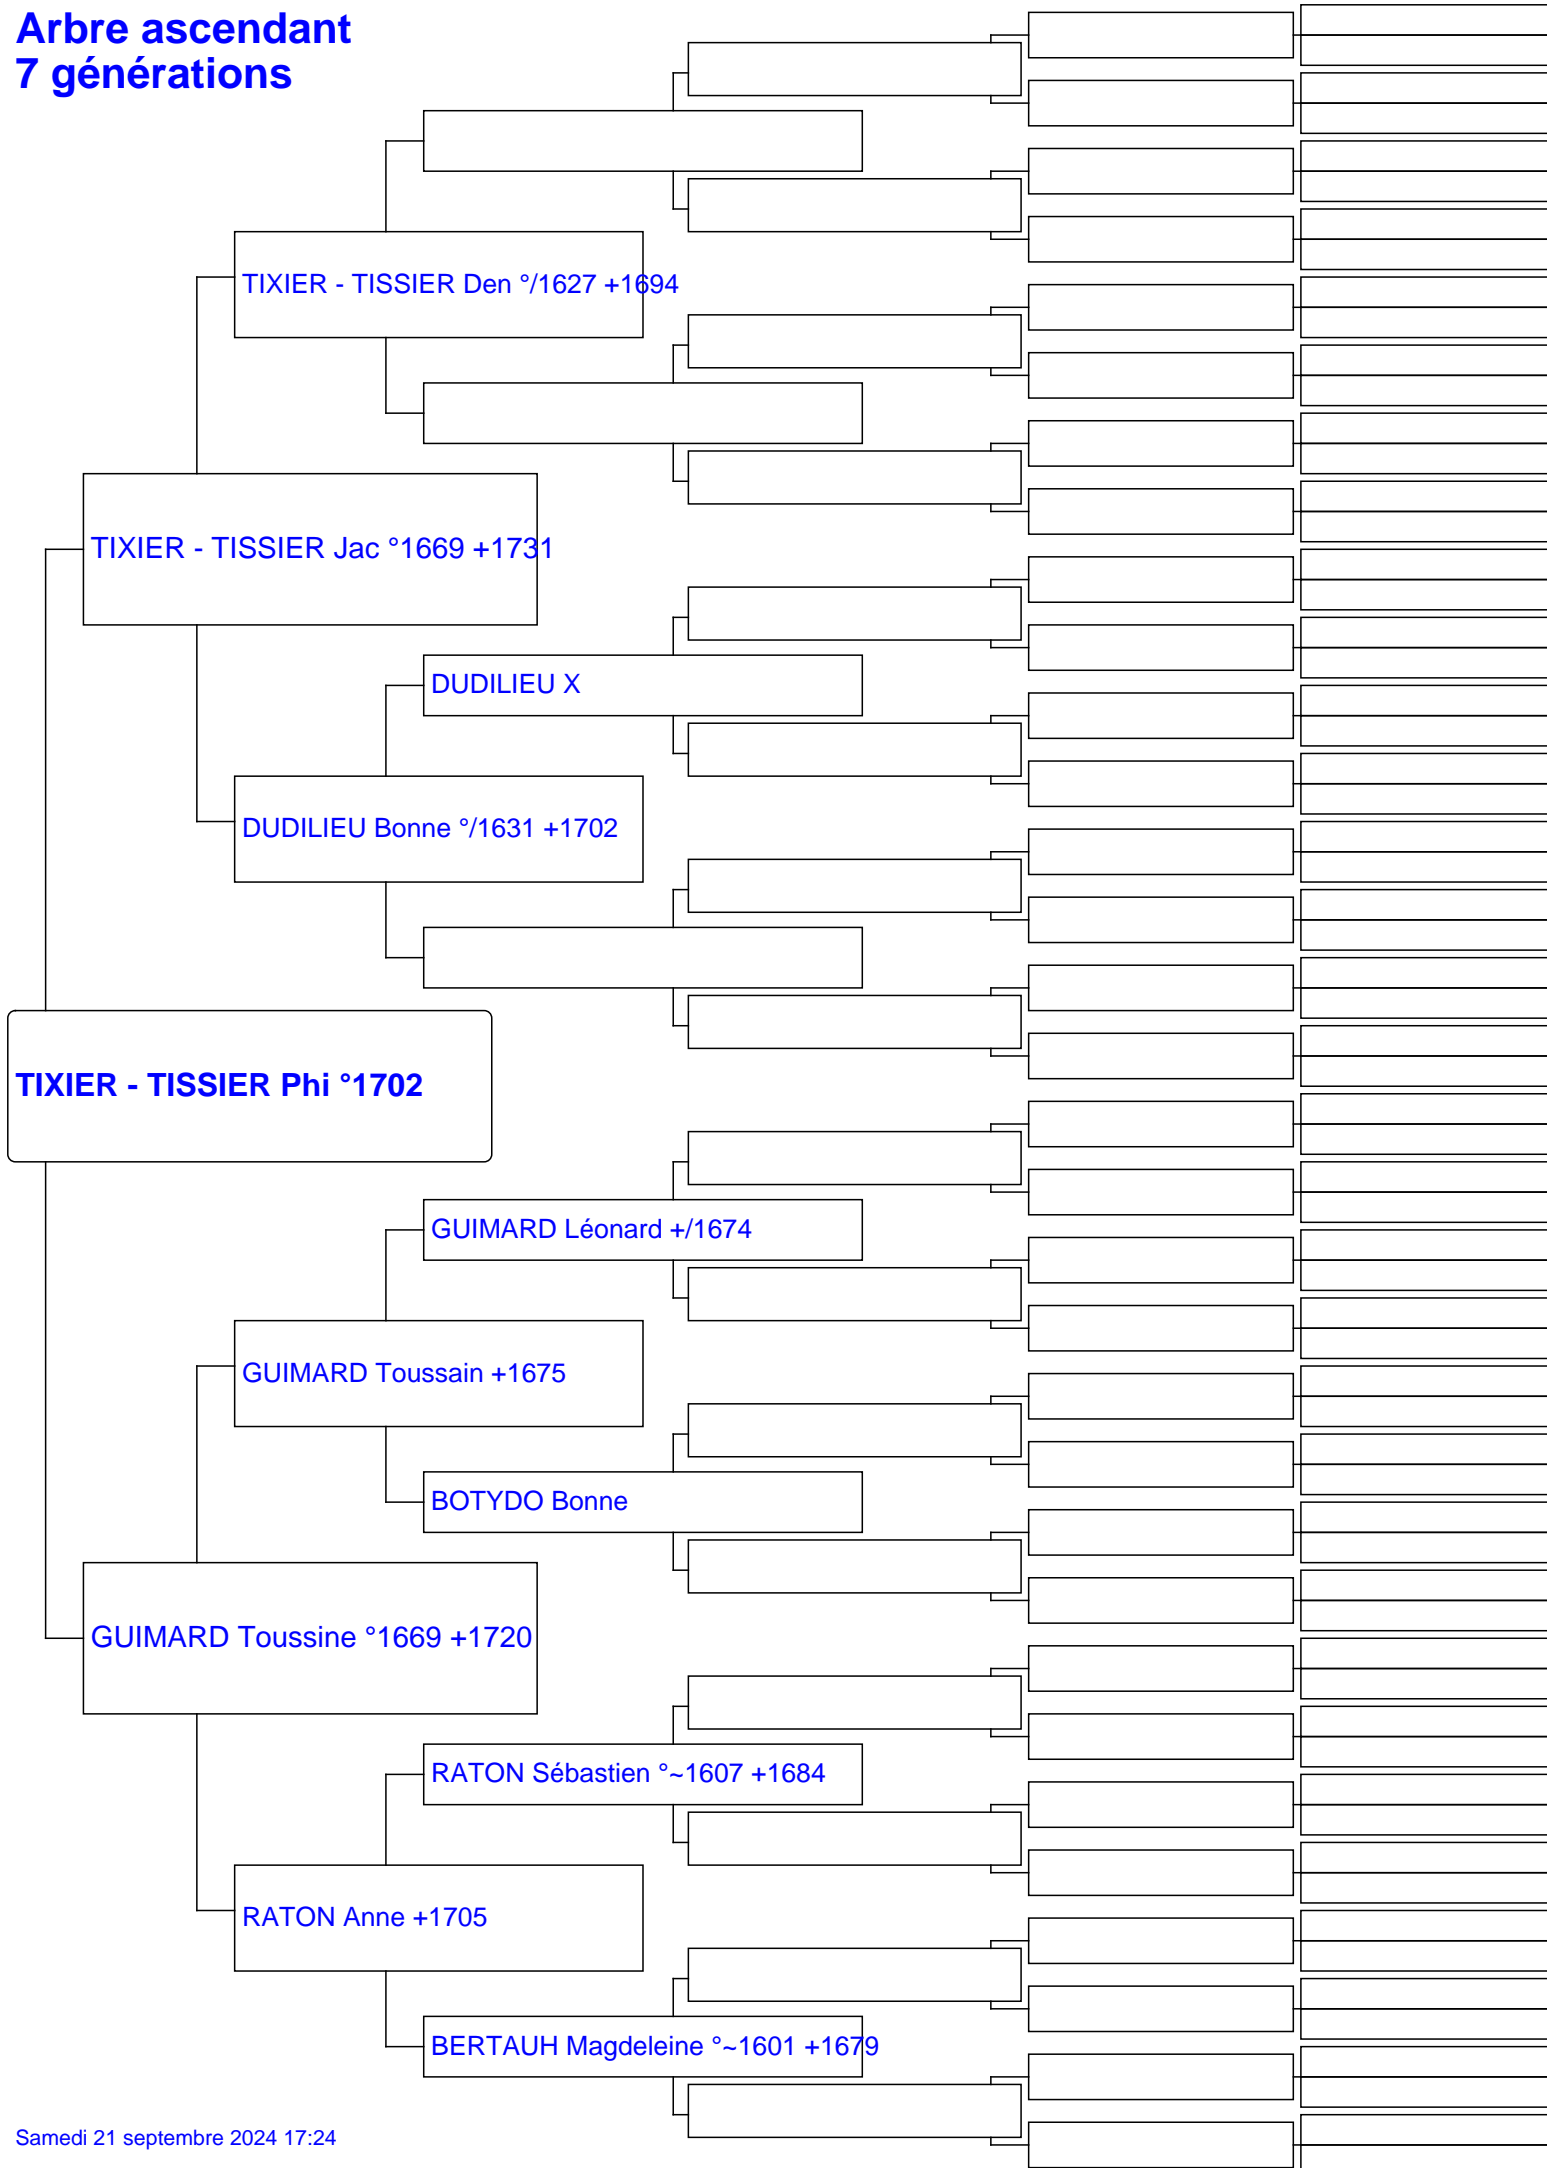 Arbre ascendant
7 générations
TIXIER - TISSIER Den °/1627 +1694
TIXIER - TISSIER Jac °1669 +1731
DUDILIEU X
DUDILIEU Bonne °/1631 +1702
TIXIER - TISSIER Phi °1702
GUIMARD Léonard +/1674
GUIMARD Toussain +1675
BOTYDO Bonne
GUIMARD Toussine °1669 +1720
RATON Sébastien °~1607 +1684
RATON Anne +1705
BERTAUH Magdeleine °~1601 +1679
Samedi 21 septembre 2024 17:24